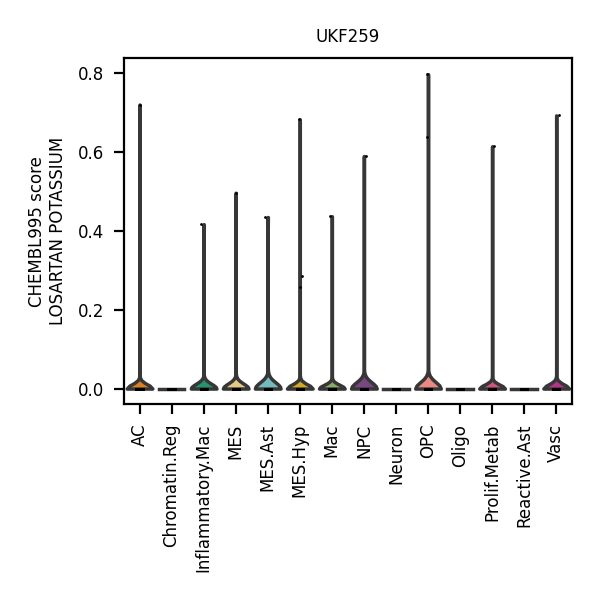 UKF259
CHEMBL995 score
LOSARTAN POTASSIUM
0.8
0.6
0.4
0.2
0.0
AC
Chromatin.Reg
Inflammatory.Mac
MES
MES.Ast
MES.Hyp
Mac
NPC
Neuron
OPC
Oligo
Prolif.Metab
Reactive.Ast
Vasc